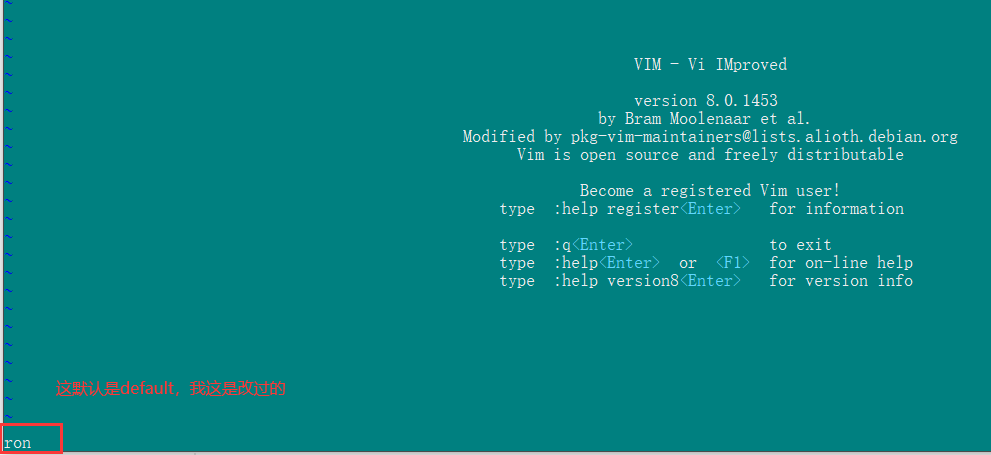 ~
~
~
~
VIM - Vi IMproved
~
~
version 8.0.1453
~
by Bram Moolenaar et al.
~
Modified by pkg-vim-maintainers@lists.alioth.debian.org
~
Vim is open source and freely distributable
~
~
Become a registered Vim user!
~
type :help register<Enter> for information
~
~
type :q<Enter> to exit
~
type :help<Enter> or <F1> for on-line help
~
type :help version8<Enter> for version info
~
~
~
~
~
~
这默认是default，我这是改过的
~
~
ron